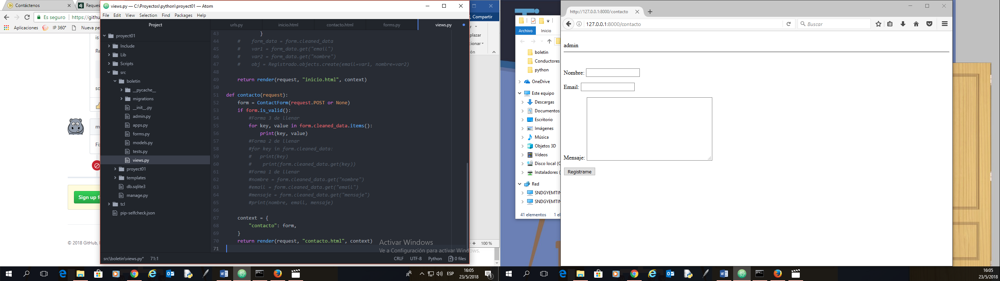 Contáctenos
Reques
Es seguro
https://githu
Aplicaciones
IP 360°
Nueva pe
is
Re
so
m
Fix
Sign up f
© 2018 GitHub, I
views.py — C:\Proyectos\python\proyect01 — Atom
File Edit View Selection Find Packages Help
Project
urls.py
inicio.html
contacto.html
forms.py
views.py
proyect01
Include
Lib
Scripts
src
boletin
__pycache__
migrations
__init__.py
admin.py
apps.py
forms.py
models.py
tests.py
views.py
proyect01
templates
db.sqlite3
manage.py
tcl
pip-selfcheck.json
43 }
44 # form_data = form.cleaned_data
45 # var1 = form_data.get("email")
46 # var2 = form_data.get("nombre")
47 # obj = Registrado.objects.create(email=var1, nombre=var2)
48
49 return render(request, "inicio.html", context)
50
51 def contacto(request):
52 form = ContactForm(request.POST or None)
53 if form.is_valid():
54 #Forma 3 de llenar
55 for key, value in form.cleaned_data.items():
56 print(key, value)
57 #Forma 2 de llenar
58 #for key in form.cleaned_data:
59 # print(key)
60 # print(form.cleaned_data.get(key))
61 #Forma 1 de llenar
62 #nombre = form.cleaned_data.get("nombre")
63 #email = form.cleaned_data.get("email")
64 #mensaje = form.cleaned_data.get("mensaje")
65 #print(nombre, email, mensaje)
66
67 context = {
68 "contacto": form,
69 }
70 return render(request, "contacto.html", context)
71
Activar Windows
Ve a Configuración para activar Windows.
src\boletin\views.py* 71:1
CRLF UTF-8 Python 0 files
Compartir
r
plazar
cionar
ón
100 %
ESP
16:05
23/5/2018
1
Archivo Inicio
boletin
Conductores
python
OneDrive
Este equipo
Descargas
Documentos
Escritorio
Imágenes
Música
Objetos 3D
Vídeos
Disco local (C
Instaladores (
Red
SNDGYEMTIN
SNDGYEMTIN
41 elementos 1 el
http://127.0.0.1:8000/contacto
127.0.0.1:8000/contacto
Buscar
admin
Nombre:
Email:
Mensaje:
Registrame
16:05
23/5/2018